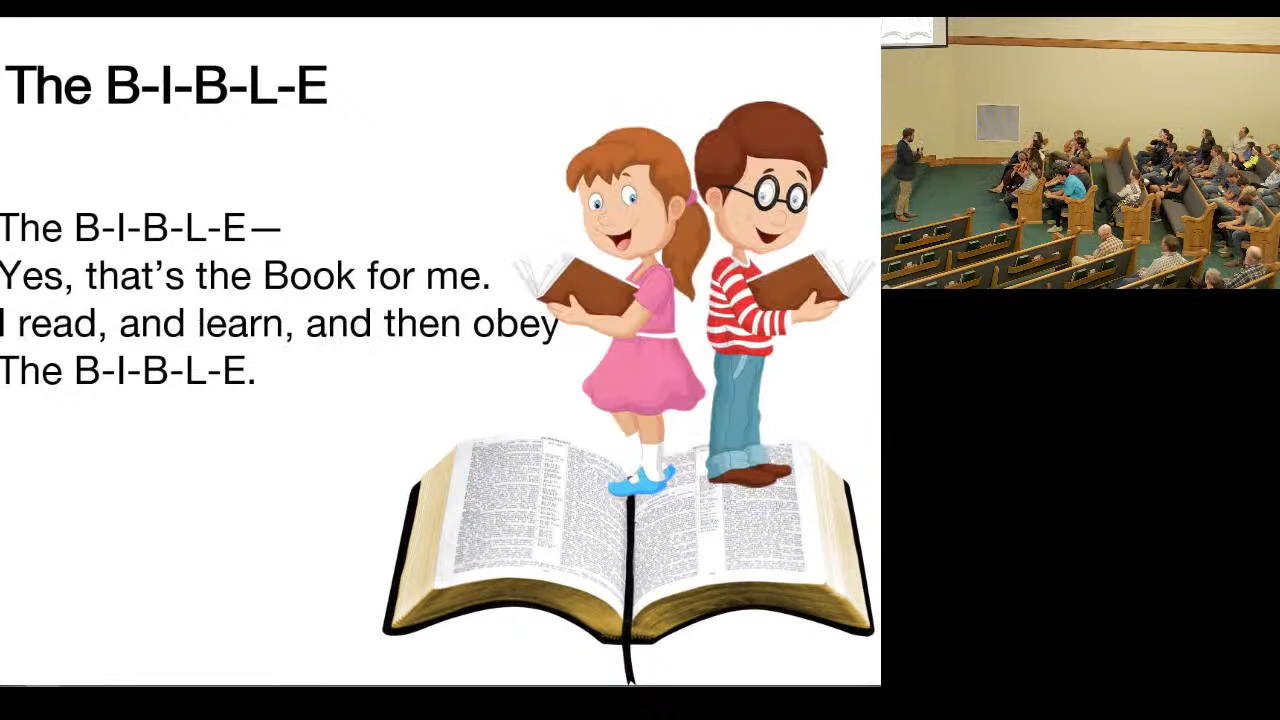 The B-I-B-L-E
The B-I-B-L-E—
Yes, that’s the Book for me.
I read, and learn, and then obey
The B-I-B-L-E.